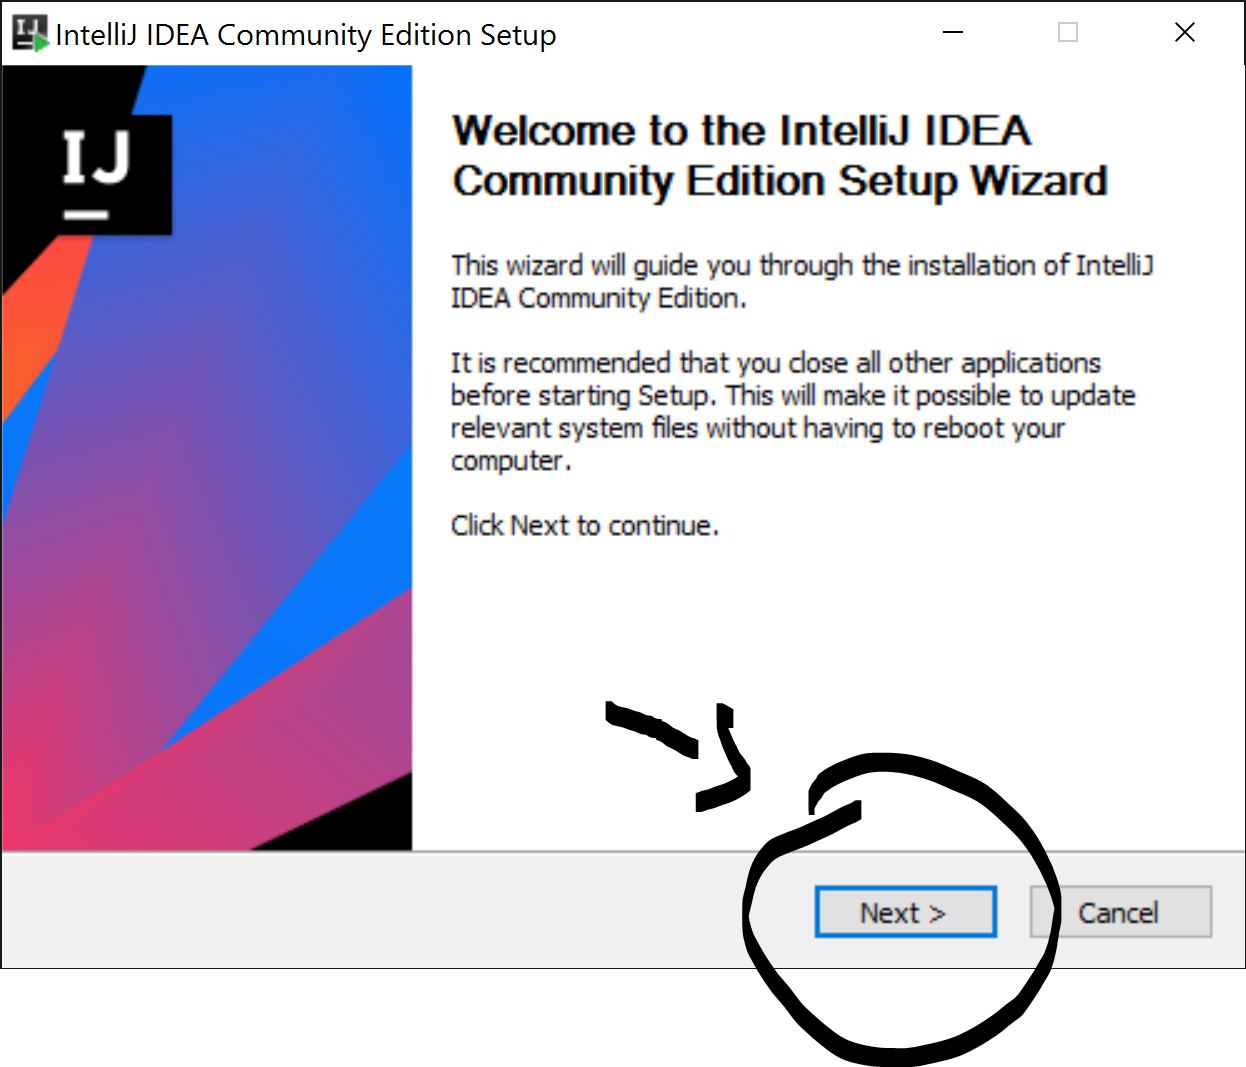 IntelliJ IDEA Community Edition Setup
IJ
Welcome to the IntelliJ IDEA
Community Edition Setup Wizard
This wizard will guide you through the installation of IntelliJ
IDEA Community Edition.
It is recommended that you close all other applications
before starting Setup. This will make it possible to update
relevant system files without having to reboot your
computer.
Click Next to continue.
Next >
Cancel